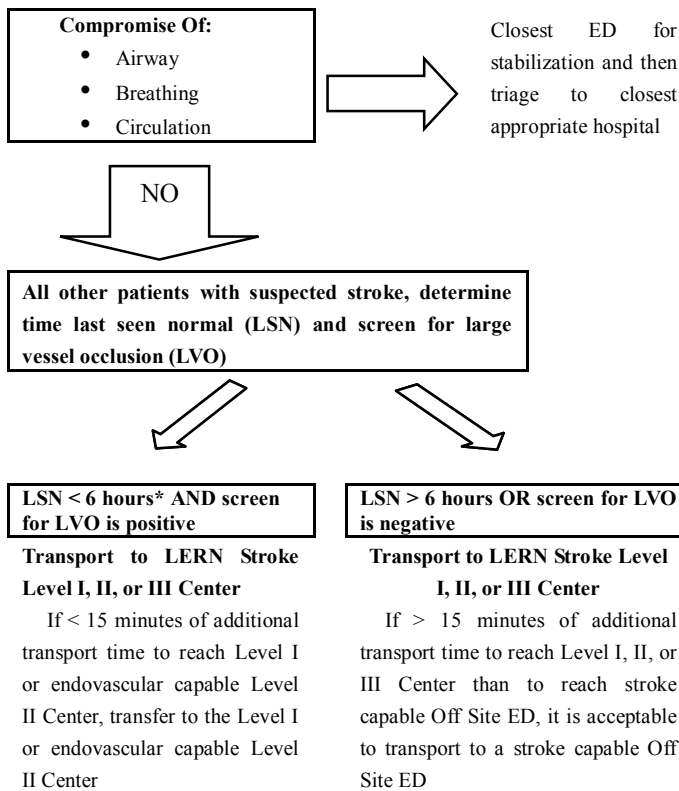 Compromise Of:
• Airway
• Breathing
• Circulation
Closest ED for
stabilization and then
triage to closest
appropriate hospital
NO
All other patients with suspected stroke, determine
time last seen normal (LSN) and screen for large
vessel occlusion (LVO)
LSN < 6 hours* AND screen
for LVO is positive
Transport to LERN Stroke
Level I, II, or III Center
If < 15 minutes of additional
transport time to reach Level I
or endovascular capable Level
II Center, transfer to the Level I
or endovascular capable Level
II Center
LSN > 6 hours OR screen for LVO
is negative
Transport to LERN Stroke Level
I, II, or III Center
If > 15 minutes of additional
transport time to reach Level I, II, or
III Center than to reach stroke
capable Off Site ED, it is acceptable
to transport to a stroke capable Off
Site ED